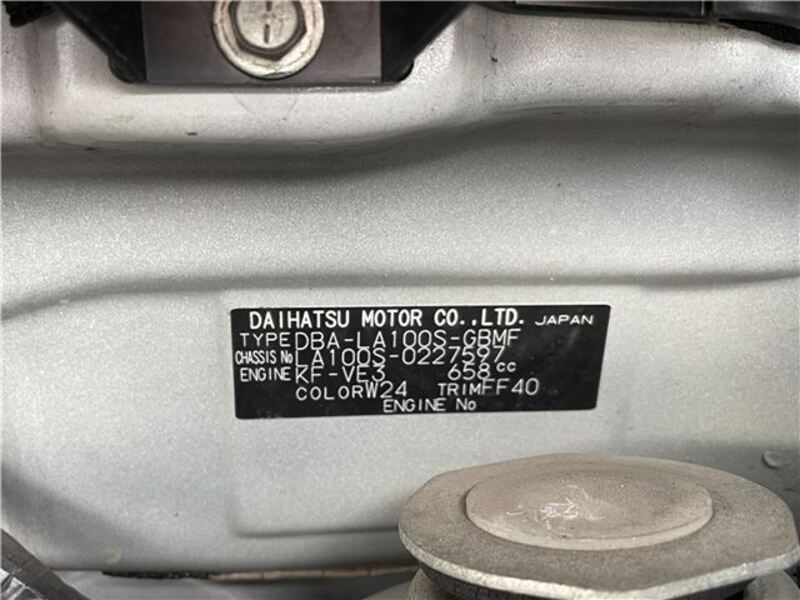 DAIHATSU MOTOR CO.,LTD. JAPAN
TYPE DBA-LA100S-GBMF
CHASSIS No LA100S-0227597
ENGINE KF-VE3 658cc
COLOR W24 TRIM FF40
ENGINE No